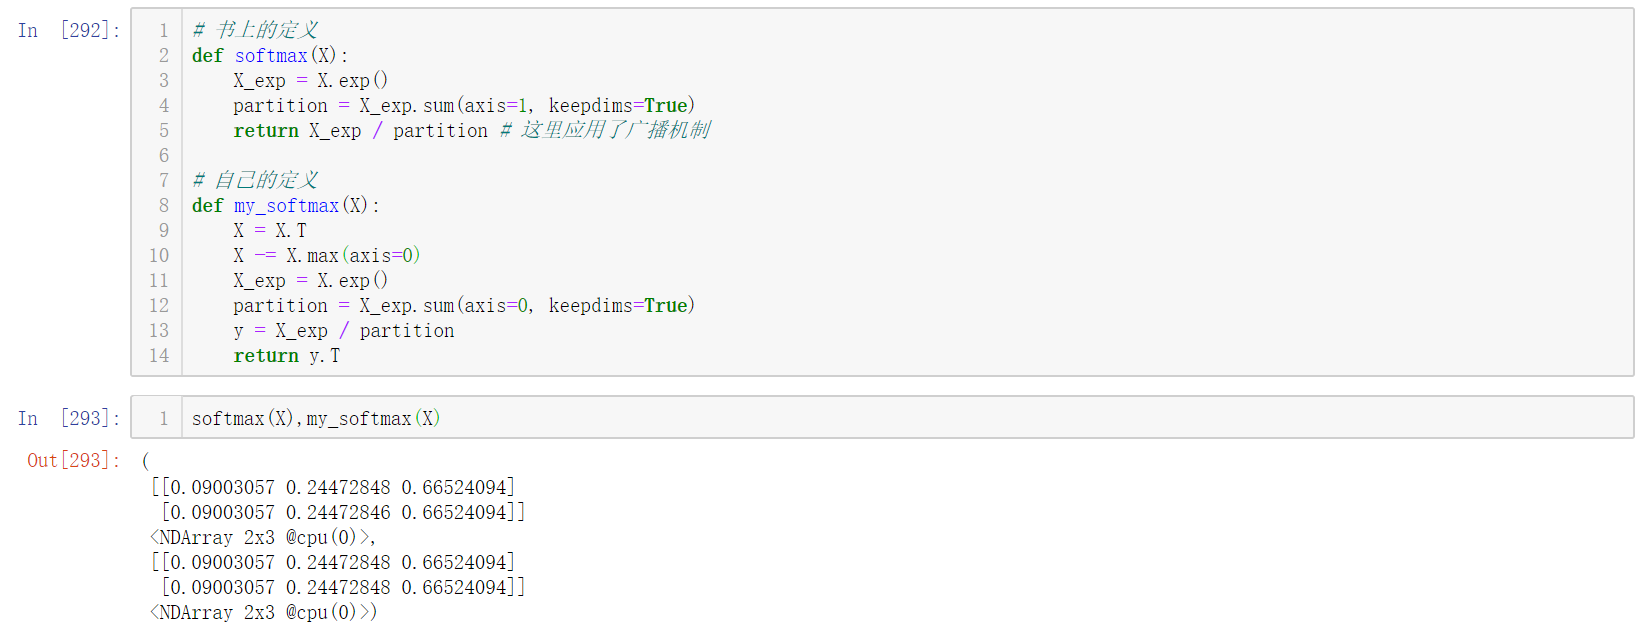 In [292]:
1 # 书上的定义
2 def softmax(X):
3     X_exp = X.exp()
4     partition = X_exp.sum(axis=1, keepdims=True)
5     return X_exp / partition # 这里应用了广播机制
6
7 # 自己的定义
8 def my_softmax(X):
9     X = X.T
10     X -= X.max(axis=0)
11     X_exp = X.exp()
12     partition = X_exp.sum(axis=0, keepdims=True)
13     y = X_exp / partition
14     return y.T
In [293]:
1 softmax(X),my_softmax(X)
Out[293]: (
[[0.09003057 0.24472848 0.66524094]
[0.09003057 0.24472846 0.66524094]]
<NDArray 2x3 @cpu(0)>,
[[0.09003057 0.24472848 0.66524094]
[0.09003057 0.24472848 0.66524094]]
<NDArray 2x3 @cpu(0)>)